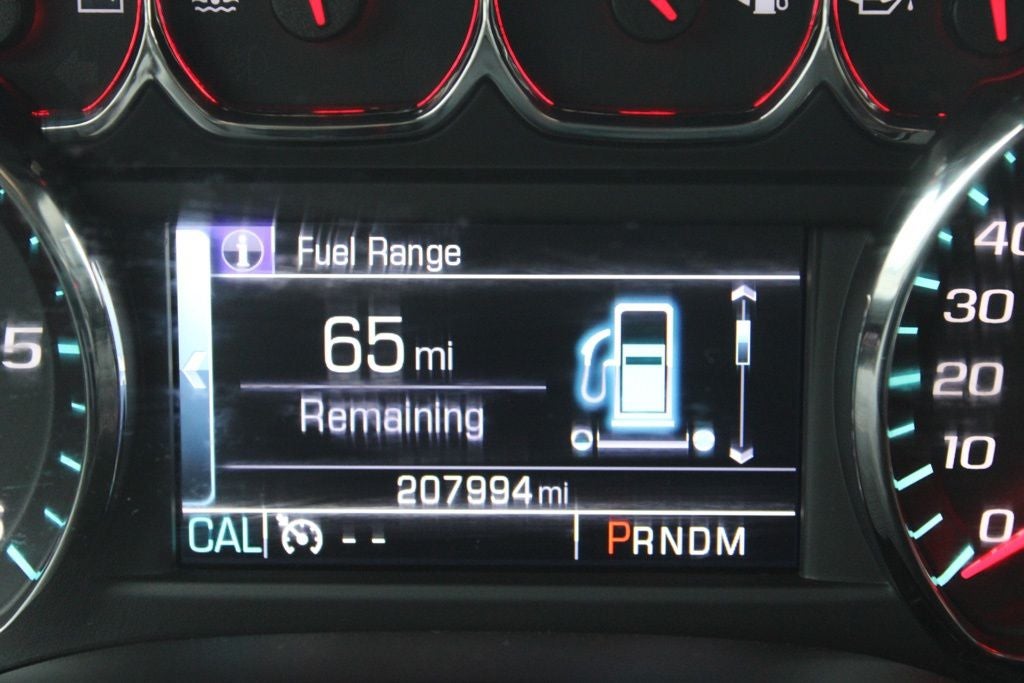 Fuel Range
65 mi
Remaining
207994 mi
CAL -- PRNDM
5
40
30
20
10
0